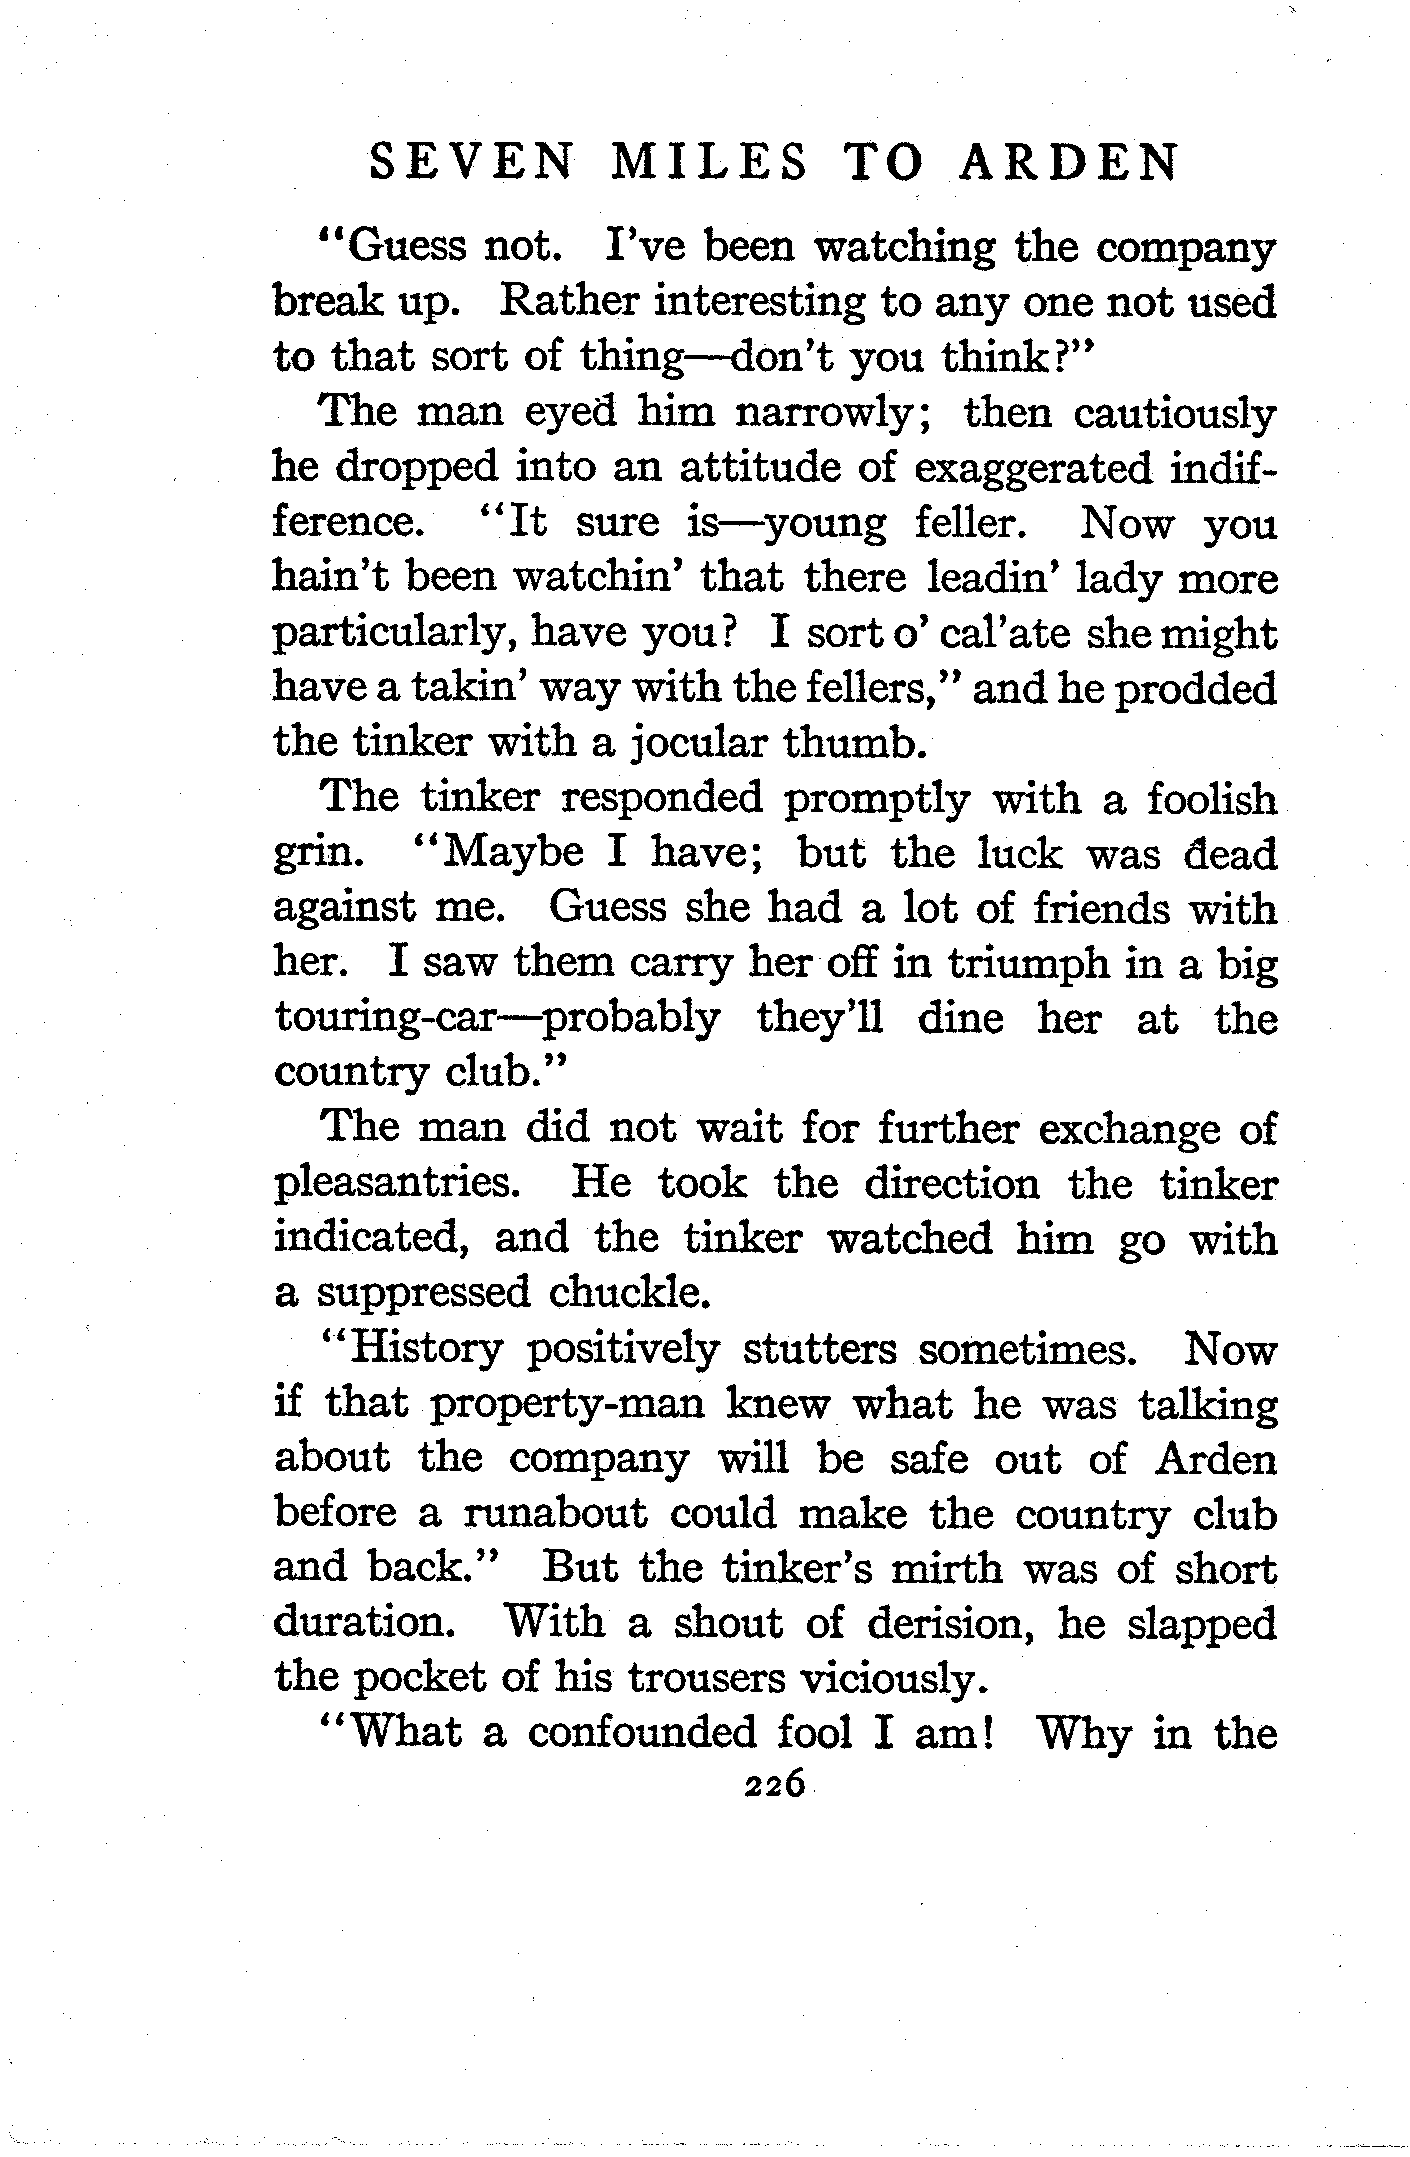 SEVEN MILES TO ARDEN
“Guess not. I’ve been watching the company
break up. Rather interesting to any one not used
to that sort of thing—don’t you think?”
The man eyed him narrowly; then cautiously
he dropped into an attitude of exaggerated indif-
ference. “It sure is—young feller. Now you
hain’t been watchin’ that there leadin’ lady more
particularly, have you? I sort o’ cal’ate she might
have a takin’ way with the fellers,” and he prodded
the tinker with a jocular thumb.
The tinker responded promptly with a foolish
grin. “Maybe I have; but the luck was dead
against me. Guess she had a lot of friends with
her. I saw them carry her off in triumph in a big
touring-car—probably they’ll dine her at the
country club.”
The man did not wait for further exchange of
pleasantries. He took the direction the tinker
indicated, and the tinker watched him go with
a suppressed chuckle.
“History positively stutters sometimes. Now
if that property-man knew what he was talking
about the company will be safe out of Arden
before a runabout could make the country club
and back.” But the tinker’s mirth was of short
duration. With a shout of derision, he slapped
the pocket of his trousers viciously.
“What a confounded fool I am! Why in the
226